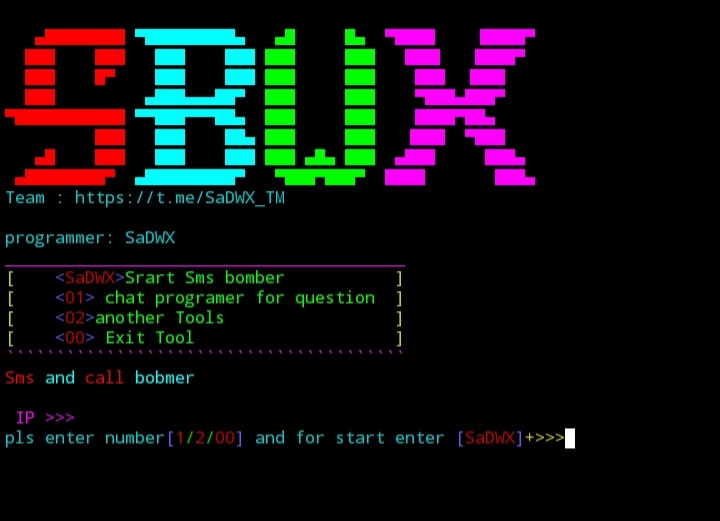 SBWX
Team : https://t.me/SaDWX_TM
programmer: SaDWX
[ <SaDWX>Srart Sms bomber ]
[ <01> chat programer for question ]
[ <02>another Tools ]
[ <00> Exit Tool ]
Sms and call bobmer
IP >>>
pls enter number[1/2/00] and for start enter [SaDWX]+>>>